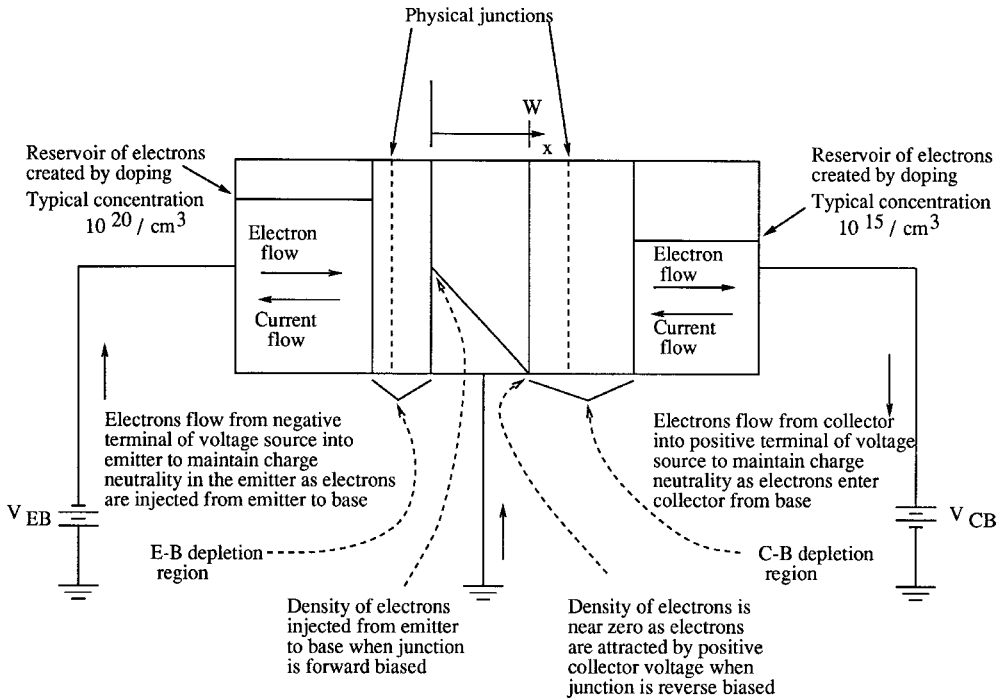 Physical junctions
W
x
Reservoir of electrons
created by doping
Typical concentration
10 20 / cm3
Reservoir of electrons
created by doping
Typical concentration
10 15 / cm3
Electron
flow
Current
flow
Electron
flow
Current
flow
Electrons flow from negative
terminal of voltage source into
emitter to maintain charge
neutrality in the emitter as electrons
are injected from emitter to base
Electrons flow from collector
into positive terminal of voltage
source to maintain charge
neutrality as electrons enter
collector from base
V EB
V CB
E-B depletion
region
C-B depletion
region
Density of electrons
injected from emitter
to base when junction
is forward biased
Density of electrons is
near zero as electrons
are attracted by positive
collector voltage when
junction is reverse biased